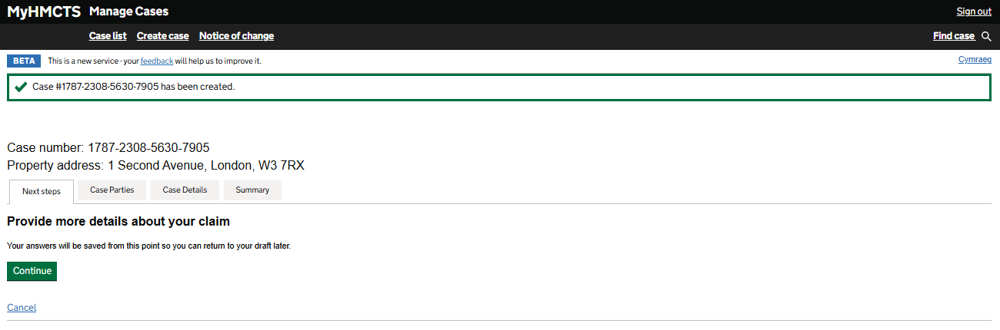 MyHMCTS Manage Cases Sign out
Case list Create case Notice of change Find case
BETA This is a new service - your feedback will help us to improve it. Cymraeg
Case #1787-2308-5630-7905 has been created.
Case number: 1787-2308-5630-7905
Property address: 1 Second Avenue, London, W3 7RX
Next steps Case Parties Case Details Summary
Provide more details about your claim
Your answers will be saved from this point so you can return to your draft later.
Continue
Cancel